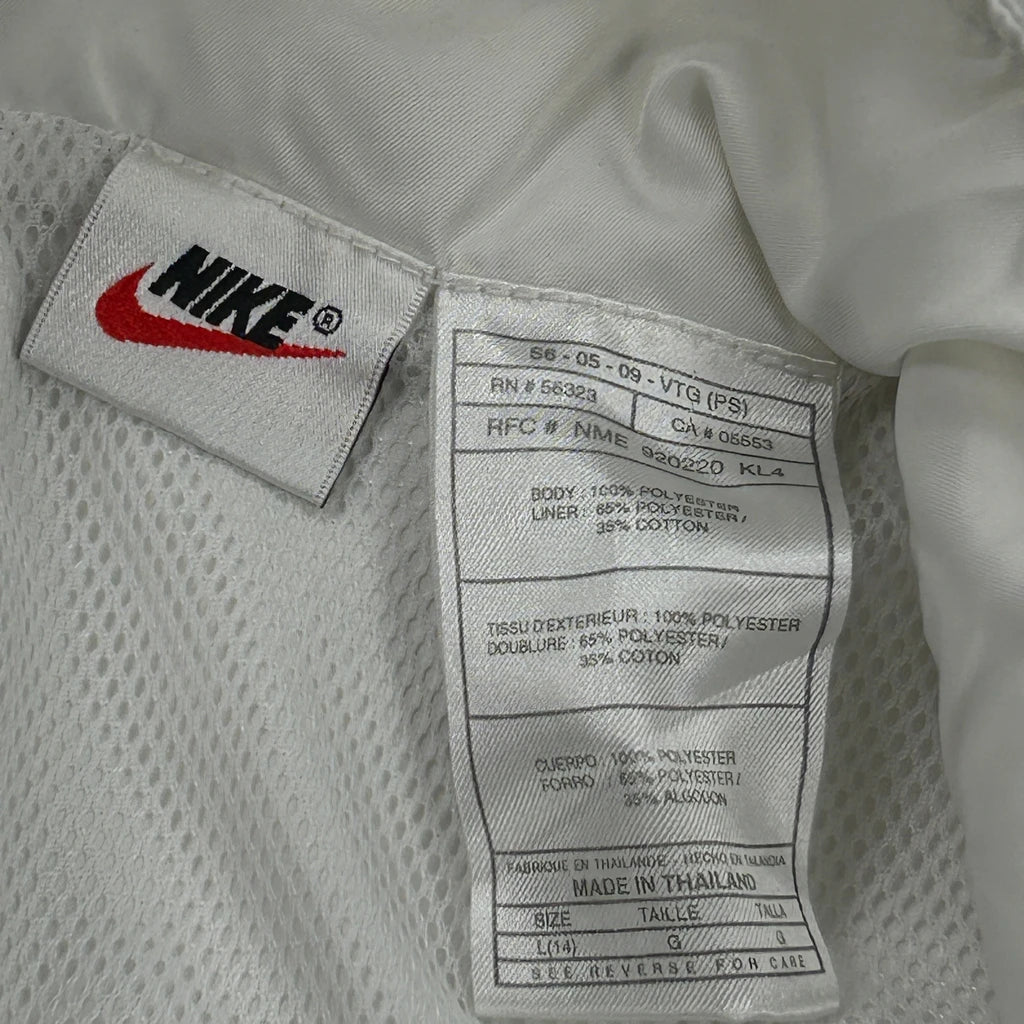 NIKE®
S6 - 05 - 09 - VTG (PS)
RN # 56323
CA # 05553
RFC # NME 920220 KL4
BODY : 100% POLYESTER
LINER : 65% POLYESTER /
35% COTTON
TISSU D'EXTERIEUR : 100% POLYESTER
DOUBLURE : 65% POLYESTER /
35% COTON
CUERPO : 100% POLYESTER
FORRO : 65% POLYESTER /
35% ALGODON
FABRIQUE EN THAILANDE - HECHO EN TAILANDIA
MADE IN THAILAND
SIZE TAILLE TALLA
L(14) G G
SEE REVERSE FOR CARE